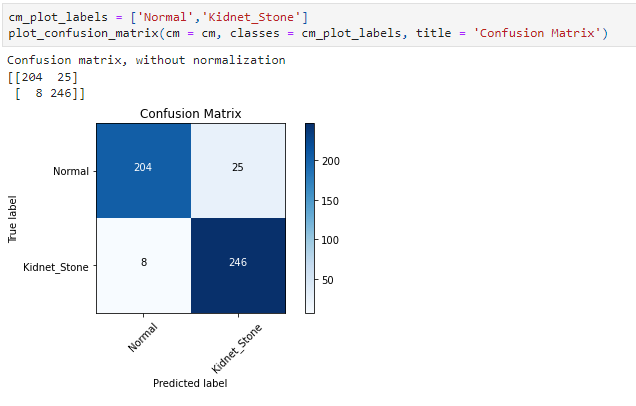 cm_plot_labels = ['Normal','Kidnet_Stone']
plot_confusion_matrix(cm = cm, classes = cm_plot_labels, title = 'Confusion Matrix')
Confusion matrix, without normalization
[[204  25]
 [  8 246]]
Confusion Matrix
Normal
204
25
Kidnet_Stone
8
246
True label
Normal
Kidnet_Stone
Predicted label
200
150
100
50